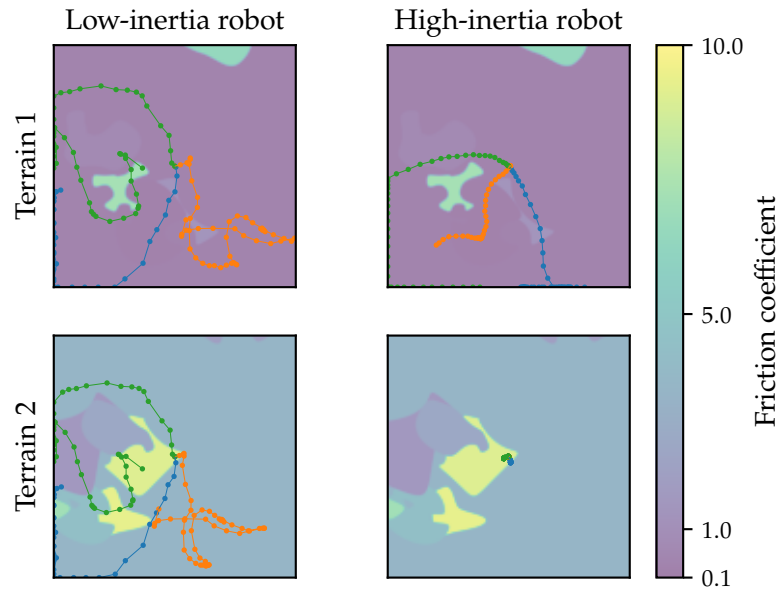 Low-inertia robot
High-inertia robot
Terrain 1
Terrain 2
10.0
5.0
1.0
0.1
Friction coefficient